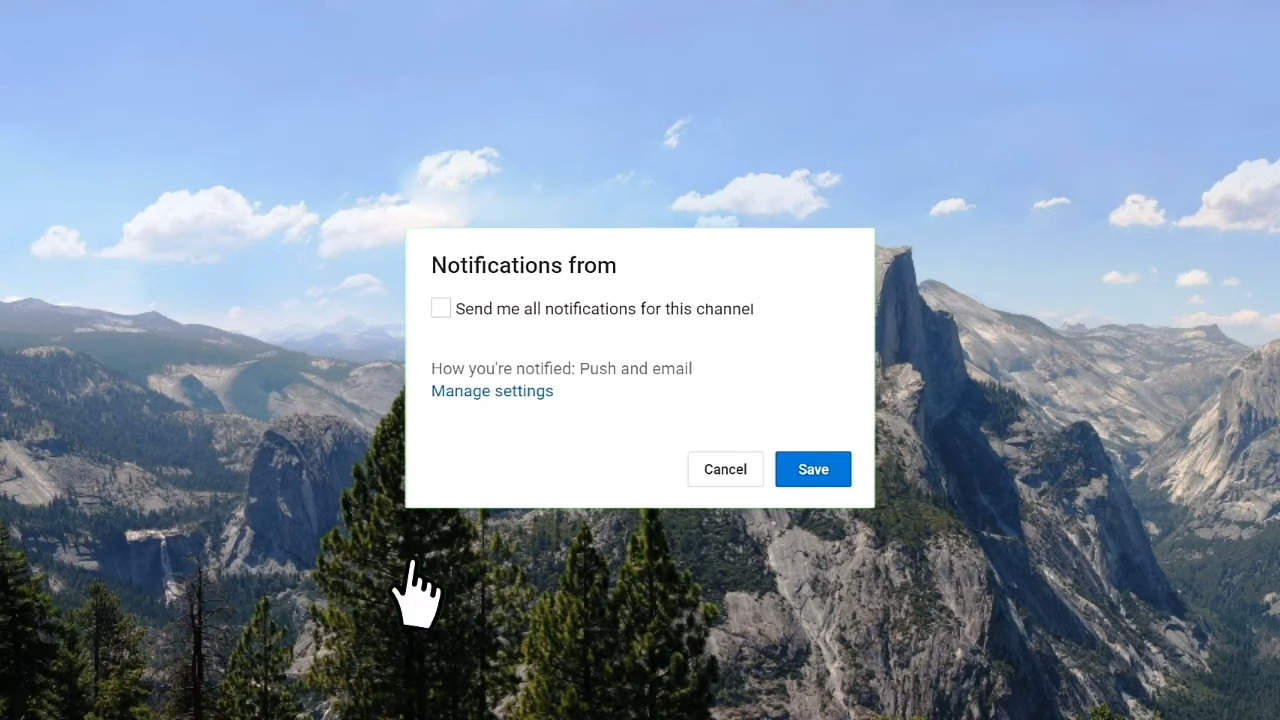 Notifications from
Send me all notifications for this channel
How you're notified: Push and email
Manage settings
Cancel
Save